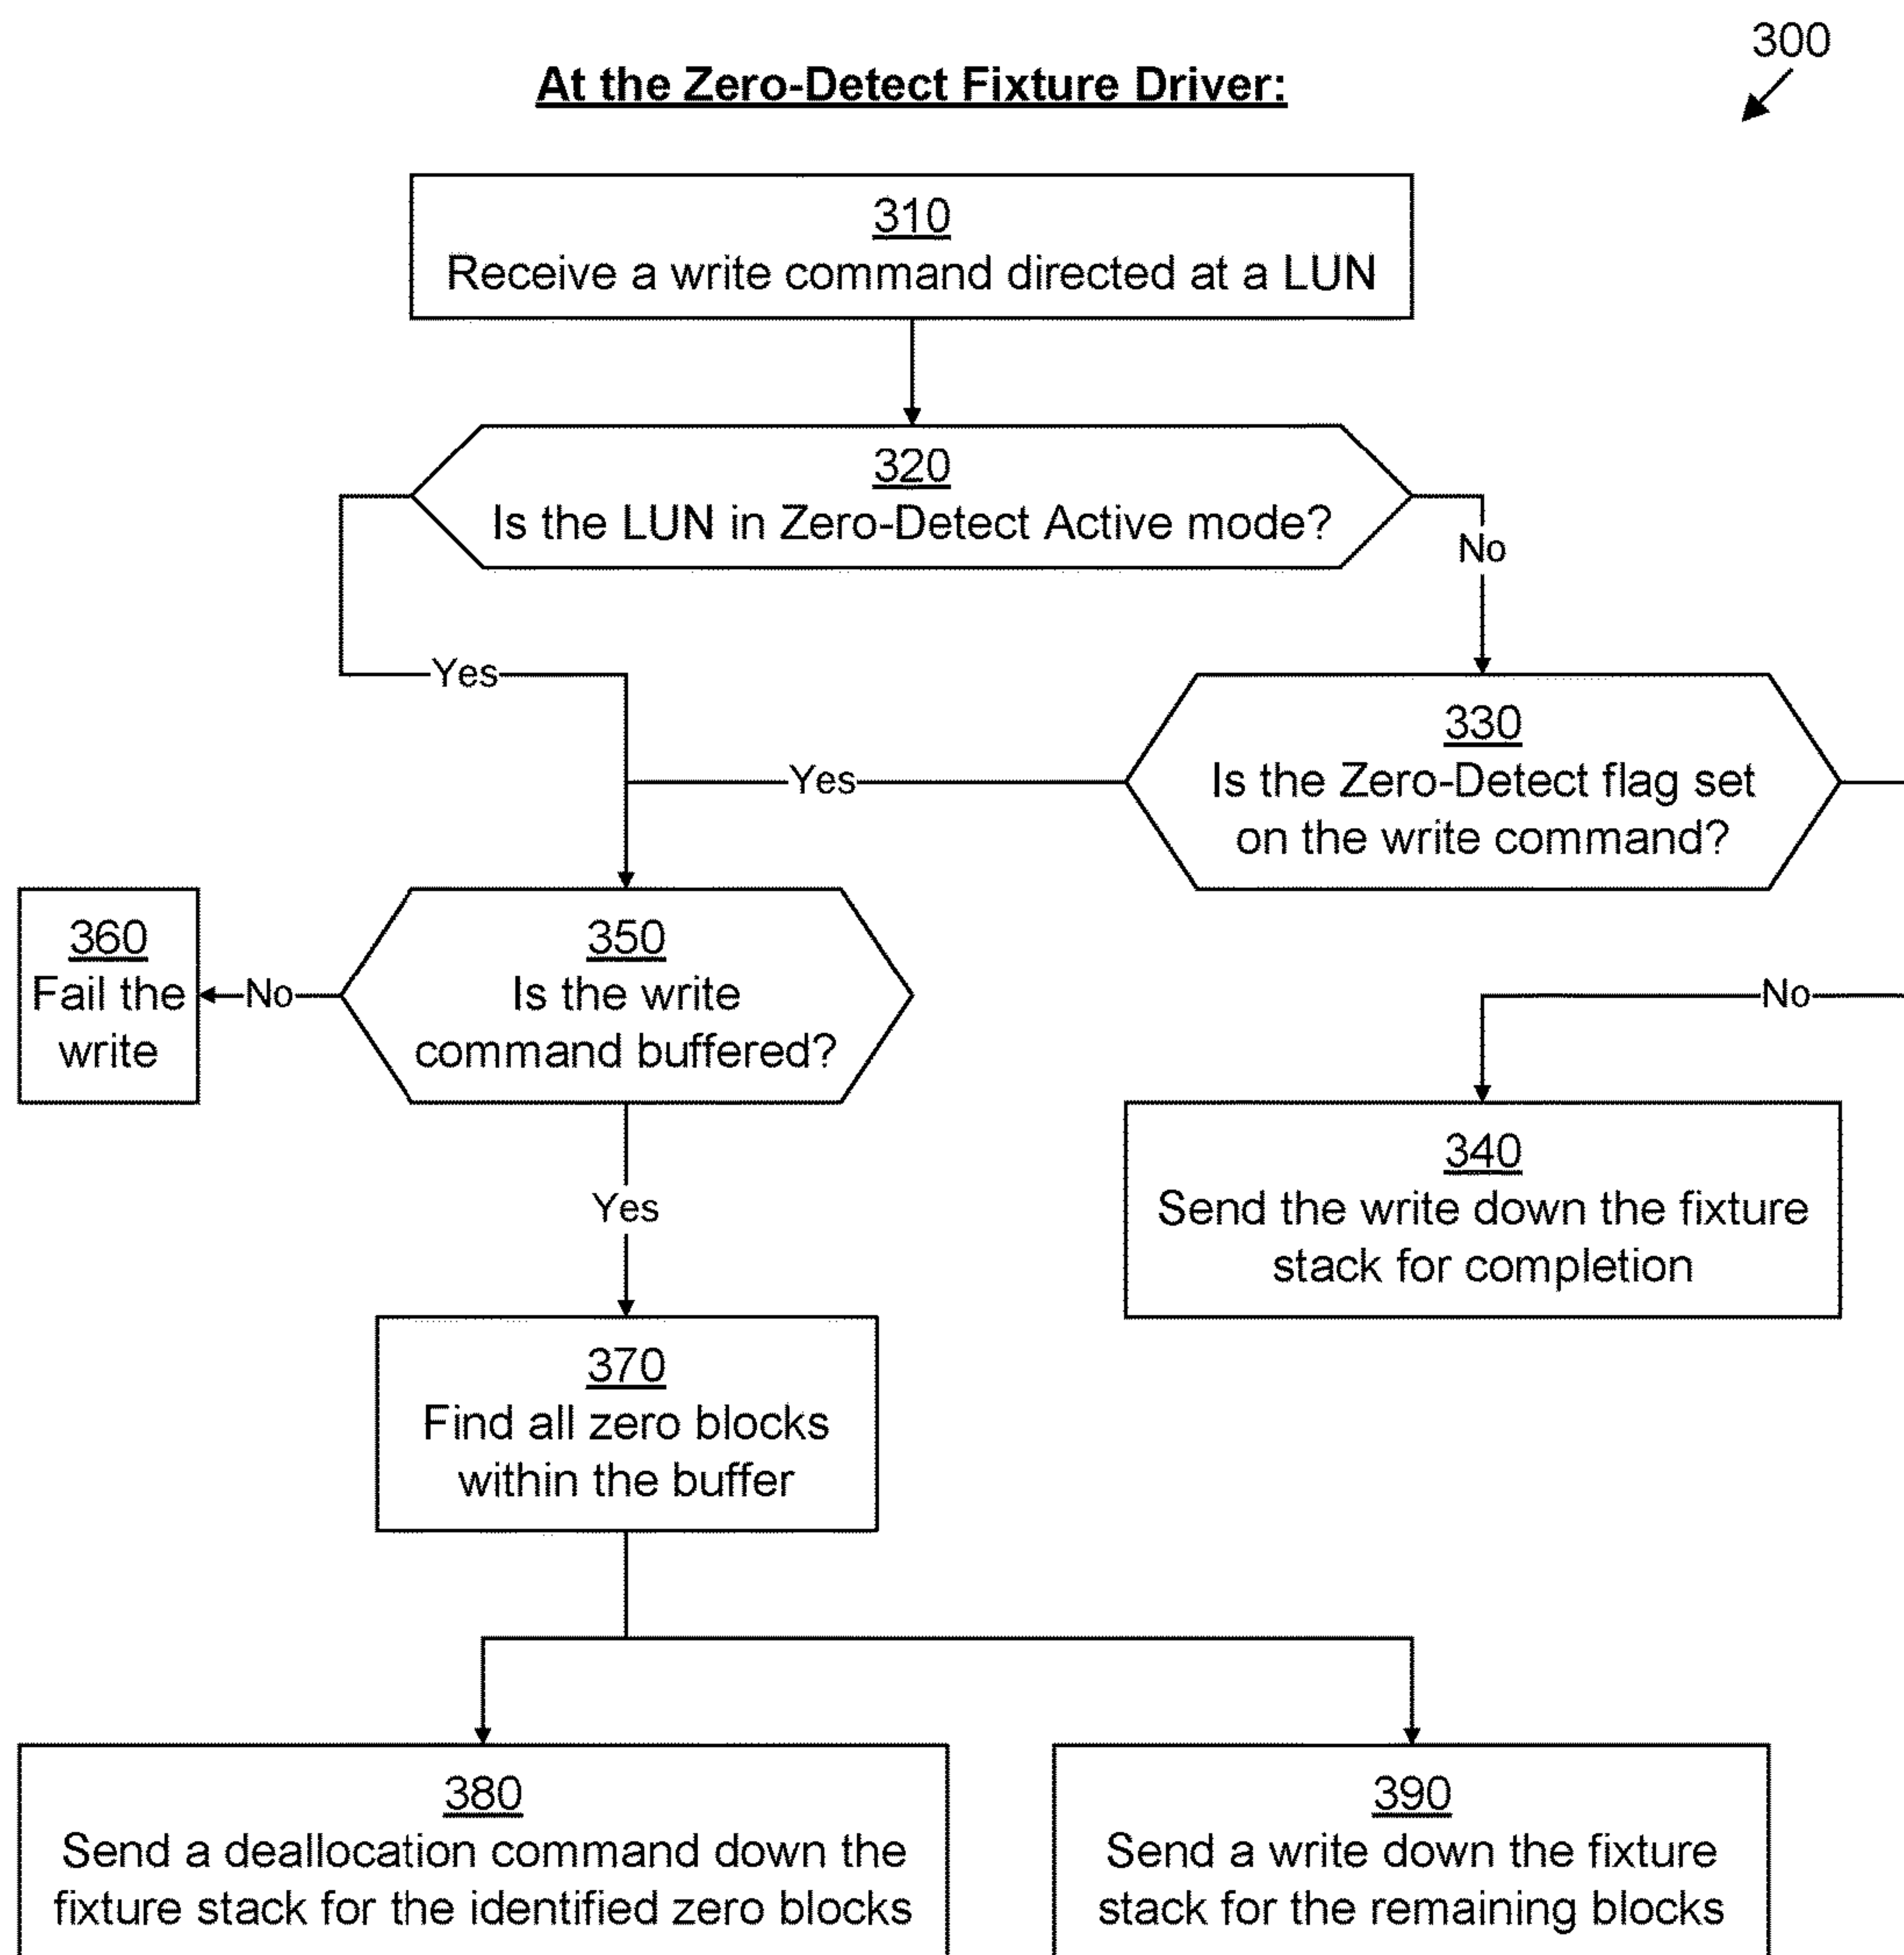 300
At the Zero-Detect Fixture Driver:
310
Receive a write command directed at a LUN
320
Is the LUN in Zero-Detect Active mode?
No
Yes
330
Is the Zero-Detect flag set
on the write command?
Yes
360
Fail the
write
No
350
Is the write
command buffered?
No
340
Send the write down the fixture
stack for completion
Yes
370
Find all zero blocks
within the buffer
380
Send a deallocation command down the
fixture stack for the identified zero blocks
390
Send a write down the fixture
stack for the remaining blocks